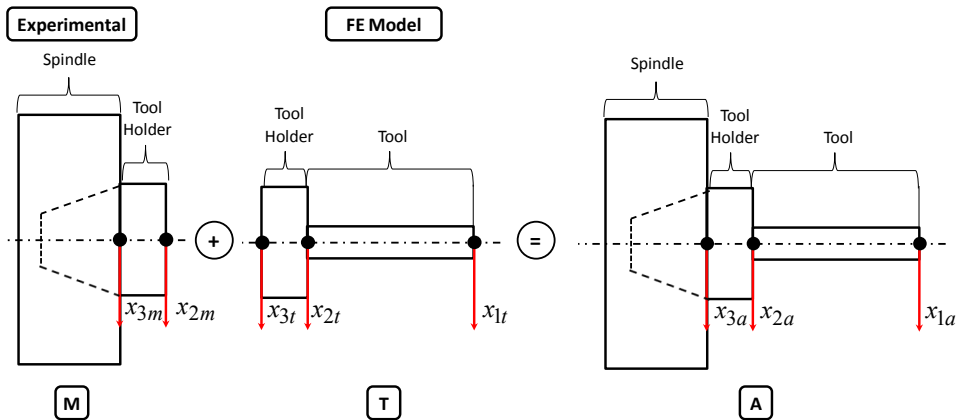 Experimental
FE Model
Spindle
Tool
Holder
Tool
Holder
Tool
Spindle
Tool
Holder
Tool
+
=
x3m
x2m
x3t
x2t
x1t
x3a
x2a
x1a
M
T
A